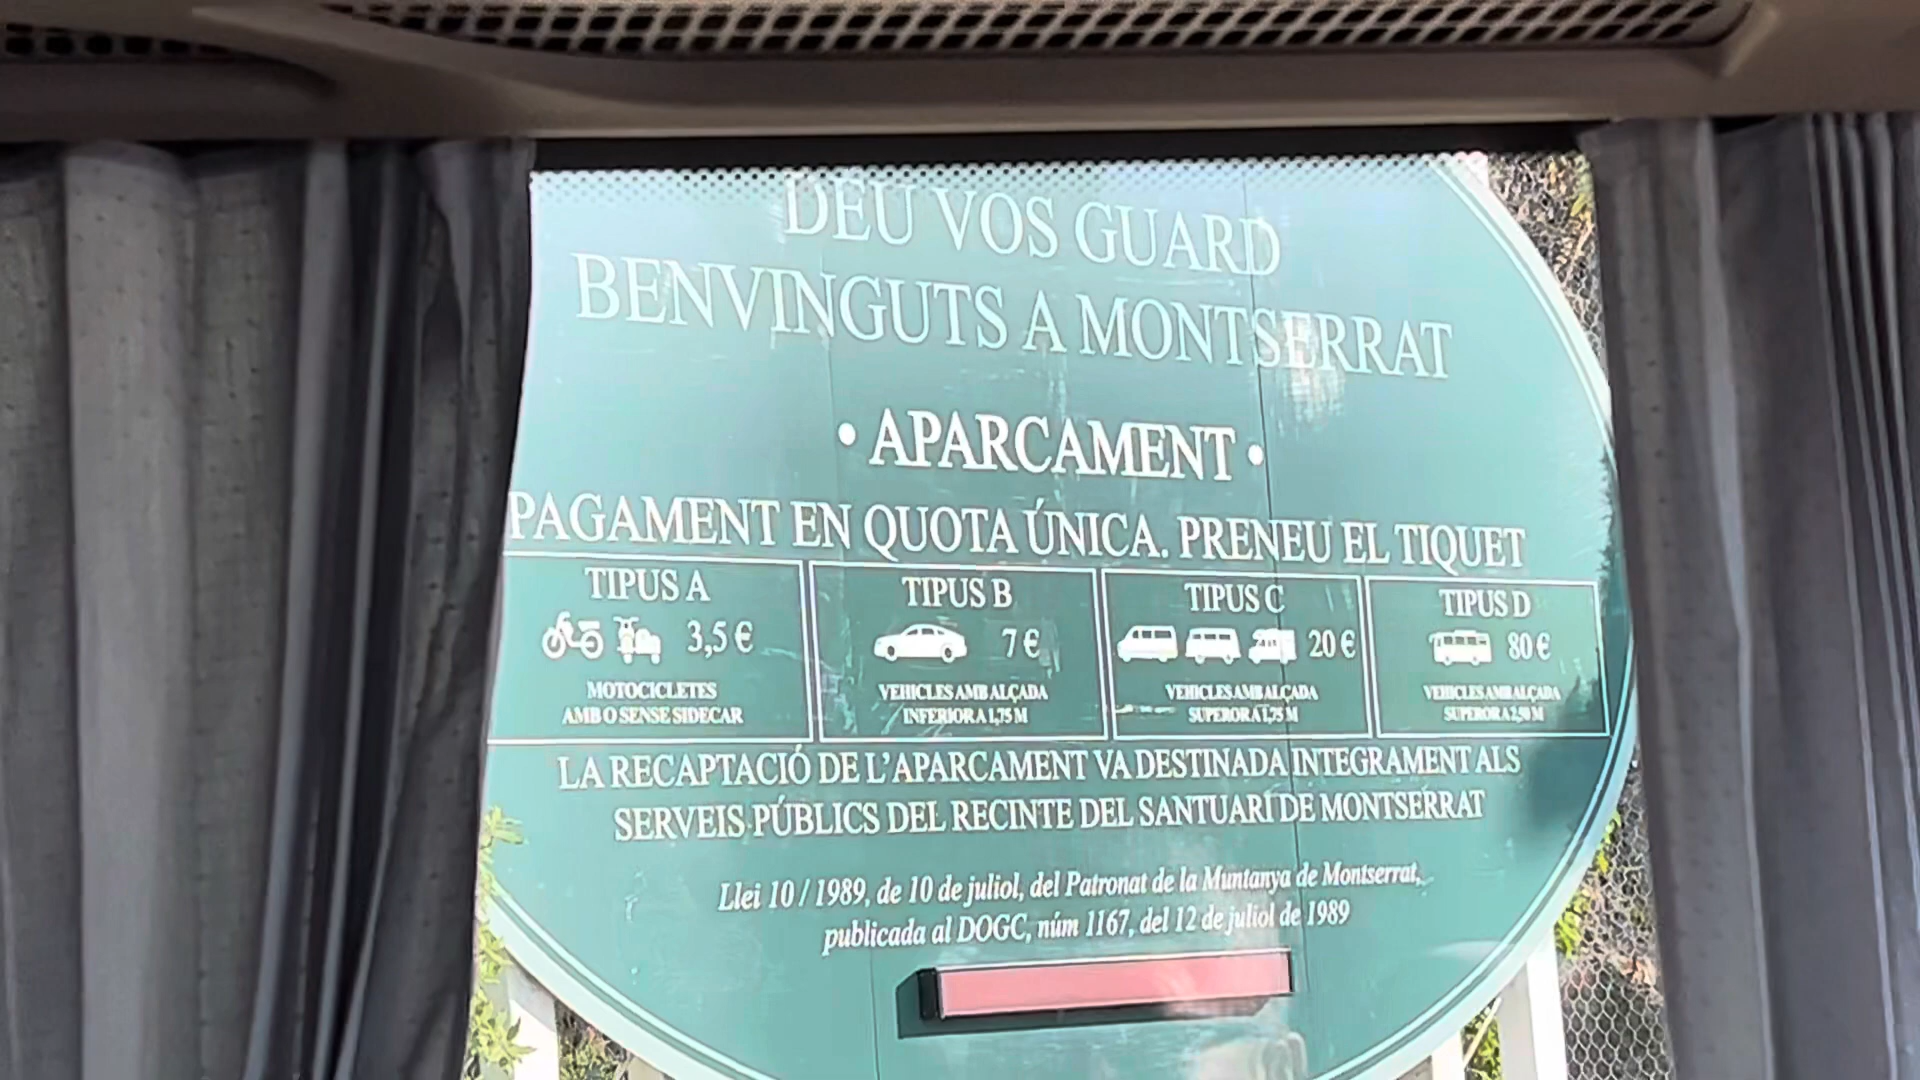 DÉU VOS GUARD
BENVINGUTS A MONTSERRAT
• APARCAMENT •
PAGAMENT EN QUOTA ÚNICA. PRENEU EL TIQUET
TIPUS A
3,5 €
MOTOCICLETES
AMB O SENSE SIDECAR
TIPUS B
7 €
VEHICLES AMB ALÇADA
INFERIOR A 1,75 M
TIPUS C
20 €
VEHICLES AMB ALÇADA
SUPEROR A 1,75 M
TIPUS D
80 €
VEHICLES AMB ALÇADA
SUPEROR A 2,50 M
LA RECAPTACIÓ DE L'APARCAMENT VA DESTINADA INTEGRAMENT ALS
SERVEIS PÚBLICS DEL RECINTE DEL SANTUARI DE MONTSERRAT
Llei 10 / 1989, de 10 de juliol, del Patronat de la Muntanya de Montserrat,
publicada al DOGC, núm 1167, del 12 de juliol de 1989